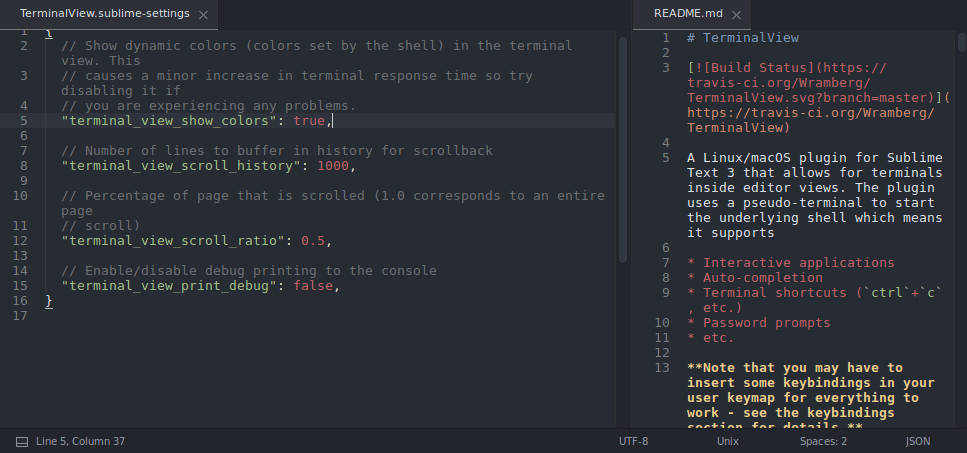 TerminalView.sublime-settings
1 {
2 // Show dynamic colors (colors set by the shell) in the terminal
view. This
3 // causes a minor increase in terminal response time so try
disabling it if
4 // you are experiencing any problems.
5 "terminal_view_show_colors": true,
6
7 // Number of lines to buffer in history for scrollback
8 "terminal_view_scroll_history": 1000,
9
10 // Percentage of page that is scrolled (1.0 corresponds to an entire
page
11 // scroll)
12 "terminal_view_scroll_ratio": 0.5,
13
14 // Enable/disable debug printing to the console
15 "terminal_view_print_debug": false,
16 }
17
README.md
1 # TerminalView
2
3 [![Build Status](https://
travis-ci.org/Wramberg/
TerminalView.svg?branch=master)](
https://travis-ci.org/Wramberg/
TerminalView)
4
5 A Linux/macOS plugin for Sublime
Text 3 that allows for terminals
inside editor views. The plugin
uses a pseudo-terminal to start
the underlying shell which means
it supports
6
7 * Interactive applications
8 * Auto-completion
9 * Terminal shortcuts (`ctrl`+`c`
, etc.)
10 * Password prompts
11 * etc.
12
13 **Note that you may have to
insert some keybindings in your
user keymap for everything to
work - see the keybindings
section for details.**
Line 5, Column 37
UTF-8
Unix
Spaces: 2
JSON